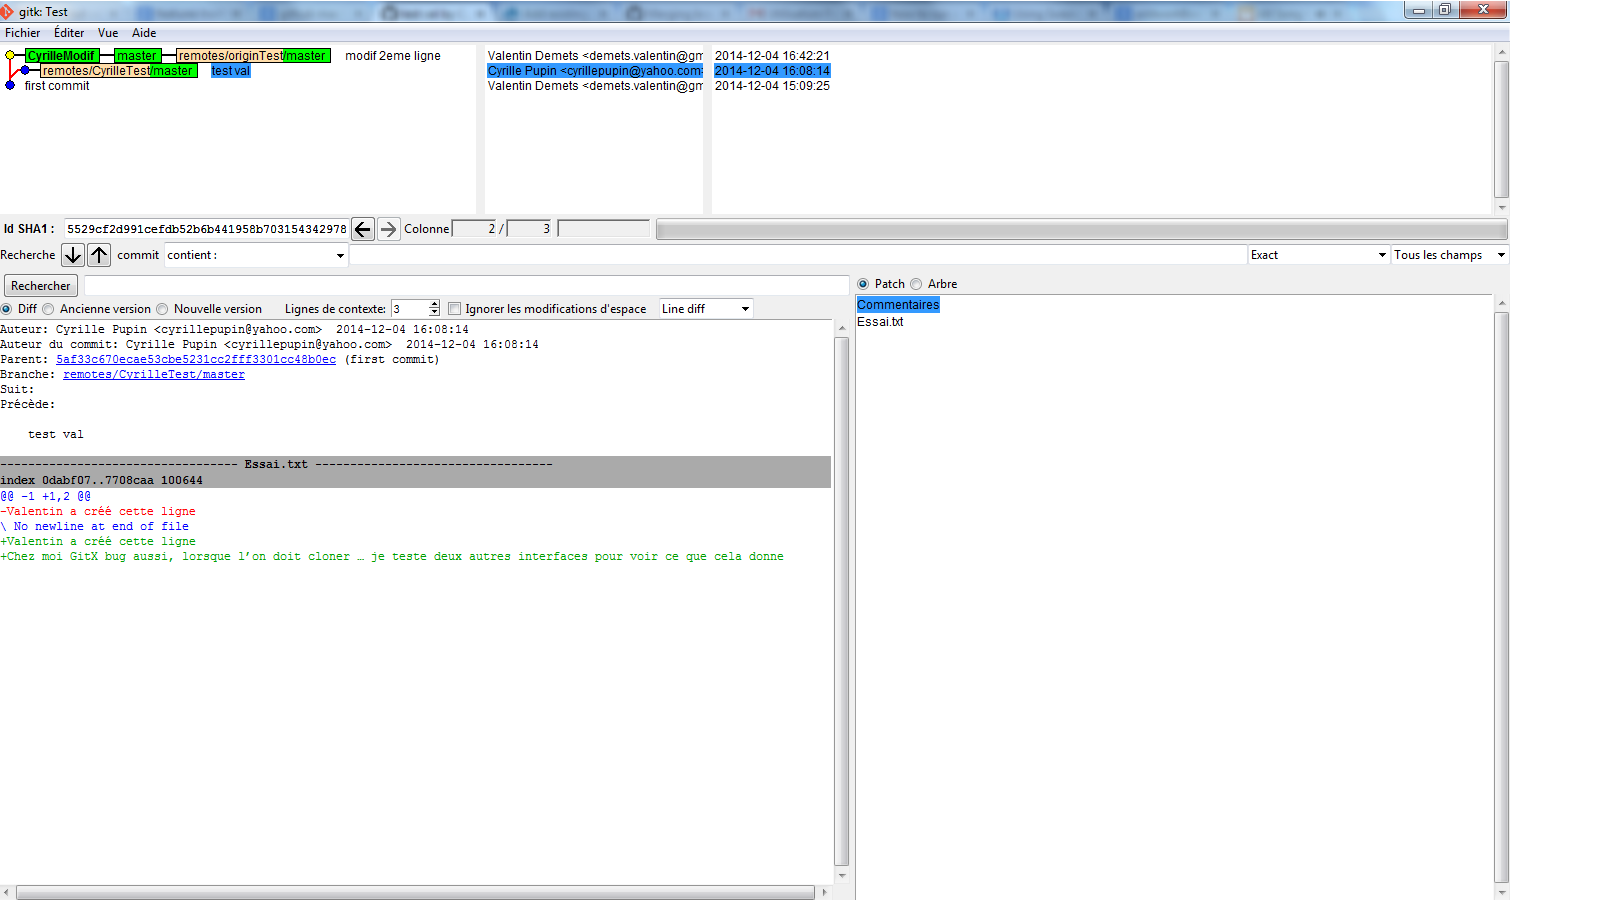 gitk: Test
Fichier Éditer Vue Aide
CyrilleModif master remotes/originTest/master modif 2eme ligne Valentin Demets <demets.valentin@gm 2014-12-04 16:42:21
remotes/CyrilleTest/master test val Cyrille Pupin <cyrillepupin@yahoo.com> 2014-12-04 16:08:14
first commit Valentin Demets <demets.valentin@gm 2014-12-04 15:09:25
Id SHA1 : 5529cf2d991cefdb52b6b441958b703154342978 Colonne 2 / 3
Recherche commit contient : Exact Tous les champs
Rechercher Patch Arbre
Diff Ancienne version Nouvelle version Lignes de contexte: 3 Ignorer les modifications d'espace Line diff
Commentaires
Essai.txt
Auteur: Cyrille Pupin <cyrillepupin@yahoo.com> 2014-12-04 16:08:14
Auteur du commit: Cyrille Pupin <cyrillepupin@yahoo.com> 2014-12-04 16:08:14
Parent: 5af33c670ecae53cbe5231cc2fff3301cc48b0ec (first commit)
Branche: remotes/CyrilleTest/master
Suit:
Précède:
test val
---------------------------------- Essai.txt ----------------------------------
index 0dabf07..7708caa 100644
@@ -1 +1,2 @@
-Valentin a créé cette ligne
\ No newline at end of file
+Valentin a créé cette ligne
+Chez moi GitX bug aussi, lorsque l’on doit cloner … je teste deux autres interfaces pour voir ce que cela donne